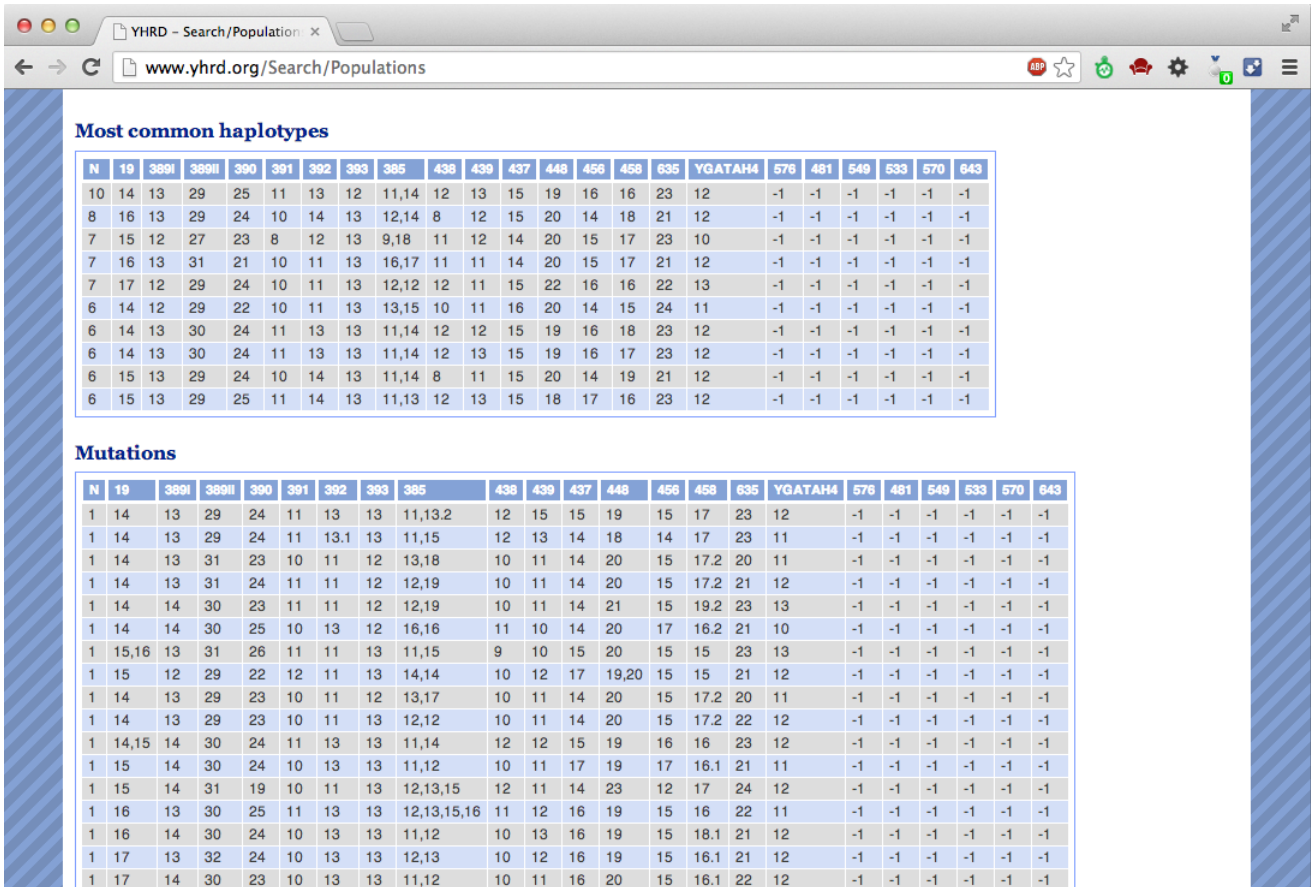 YHRD – Search/Population
www.yhrd.org/Search/Populations
ABP
0
Most common haplotypes
N 19 389I 389II 390 391 392 393 385 438 439 437 448 456 458 635 YGATAH4 576 481 549 533 570 643
10 14 13 29 25 11 13 12 11,14 12 13 15 19 16 16 23 12 -1 -1 -1 -1 -1 -1
8 16 13 29 24 10 14 13 12,14 8 12 15 20 14 18 21 12 -1 -1 -1 -1 -1 -1
7 15 12 27 23 8 12 13 9,18 11 12 14 20 15 17 23 10 -1 -1 -1 -1 -1 -1
7 16 13 31 21 10 11 13 16,17 11 11 14 20 15 17 21 12 -1 -1 -1 -1 -1 -1
7 17 12 29 24 10 11 13 12,12 12 11 15 22 16 16 22 13 -1 -1 -1 -1 -1 -1
6 14 12 29 22 10 11 13 13,15 10 11 16 20 14 15 24 11 -1 -1 -1 -1 -1 -1
6 14 13 30 24 11 13 13 11,14 12 12 15 19 16 18 23 12 -1 -1 -1 -1 -1 -1
6 14 13 30 24 11 13 13 11,14 12 13 15 19 16 17 23 12 -1 -1 -1 -1 -1 -1
6 15 13 29 24 10 14 13 11,14 8 11 15 20 14 19 21 12 -1 -1 -1 -1 -1 -1
6 15 13 29 25 11 14 13 11,13 12 13 15 18 17 16 23 12 -1 -1 -1 -1 -1 -1
Mutations
N 19 389I 389II 390 391 392 393 385 438 439 437 448 456 458 635 YGATAH4 576 481 549 533 570 643
1 14 13 29 24 11 13 13 11,13.2 12 15 15 19 15 17 23 12 -1 -1 -1 -1 -1 -1
1 14 13 29 24 11 13.1 13 11,15 12 13 14 18 14 17 23 11 -1 -1 -1 -1 -1 -1
1 14 13 31 23 10 11 12 13,18 10 11 14 20 15 17.2 20 11 -1 -1 -1 -1 -1 -1
1 14 13 31 24 11 11 12 12,19 10 11 14 20 15 17.2 21 12 -1 -1 -1 -1 -1 -1
1 14 14 30 23 11 11 12 12,19 10 11 14 21 15 19.2 23 13 -1 -1 -1 -1 -1 -1
1 14 14 30 25 10 13 12 16,16 11 10 14 20 17 16.2 21 10 -1 -1 -1 -1 -1 -1
1 15,16 13 31 26 11 11 13 11,15 9 10 15 20 15 15 23 13 -1 -1 -1 -1 -1 -1
1 15 12 29 22 12 11 13 14,14 10 12 17 19,20 15 15 21 12 -1 -1 -1 -1 -1 -1
1 14 13 29 23 10 11 12 13,17 10 11 14 20 15 17.2 20 11 -1 -1 -1 -1 -1 -1
1 14 13 29 23 10 11 13 12,12 10 11 14 20 15 17.2 22 12 -1 -1 -1 -1 -1 -1
1 14,15 14 30 24 11 13 13 11,14 12 12 15 19 16 16 23 12 -1 -1 -1 -1 -1 -1
1 15 14 30 24 10 13 13 11,12 10 11 17 19 17 16.1 21 11 -1 -1 -1 -1 -1 -1
1 15 14 31 19 10 11 13 12,13,15 12 11 14 23 12 17 24 12 -1 -1 -1 -1 -1 -1
1 16 13 30 25 11 13 13 12,13,15,16 11 12 16 19 15 16 22 11 -1 -1 -1 -1 -1 -1
1 16 14 30 24 10 13 13 11,12 10 13 16 19 15 18.1 21 12 -1 -1 -1 -1 -1 -1
1 17 13 32 24 10 13 13 12,13 10 12 16 19 15 16.1 21 12 -1 -1 -1 -1 -1 -1
1 17 14 30 23 10 13 13 11,12 10 11 16 20 15 16.1 22 12 -1 -1 -1 -1 -1 -1